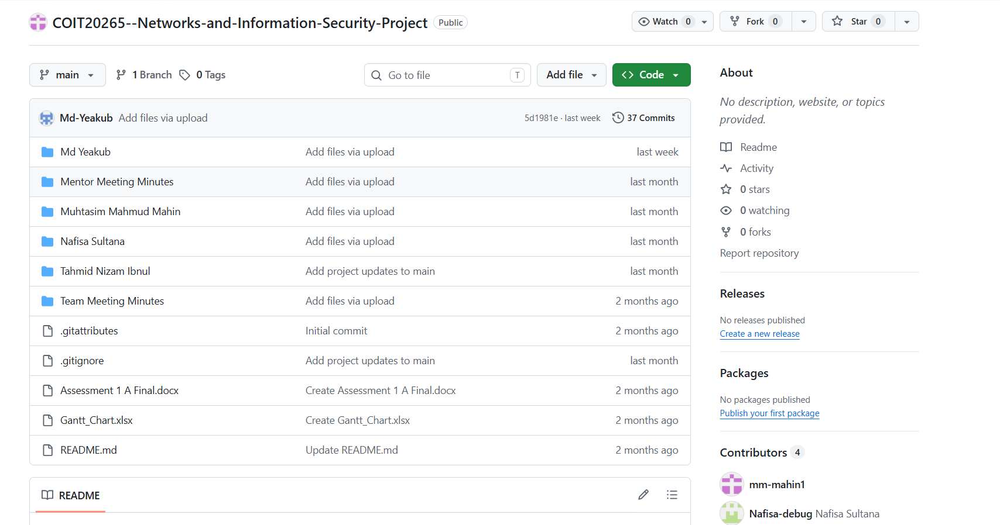 COIT20265--Networks-and-Information-Security-Project Public Watch 0 Fork 0 Star 0
main 1 Branch 0 Tags Go to file T Add file Code
Md-Yeakub Add files via upload 5d1981e · last week 37 Commits
Md Yeakub Add files via upload last week
Mentor Meeting Minutes Add files via upload last month
Muhtasim Mahmud Mahin Add files via upload last month
Nafisa Sultana Add files via upload last month
Tahmid Nizam Ibnul Add project updates to main last month
Team Meeting Minutes Add files via upload 2 months ago
.gitattributes Initial commit 2 months ago
.gitignore Add project updates to main last month
Assessment 1 A Final.docx Create Assessment 1 A Final.docx 2 months ago
Gantt_Chart.xlsx Create Gantt_Chart.xlsx 2 months ago
README.md Update README.md 2 months ago
README
About
No description, website, or topics
provided.
Readme
Activity
0 stars
0 watching
0 forks
Report repository
Releases
No releases published
Create a new release
Packages
No packages published
Publish your first package
Contributors 4
mm-mahin1
Nafisa-debug Nafisa Sultana